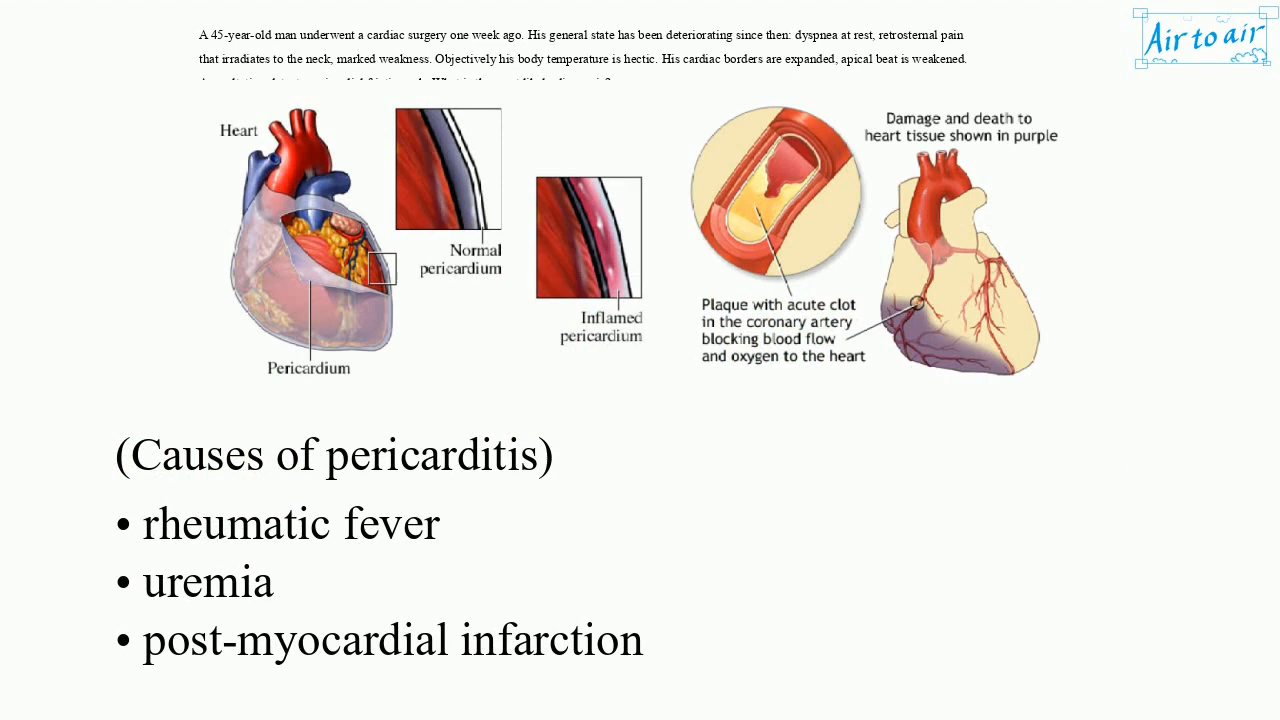 A 45-year-old man underwent a cardiac surgery one week ago. His general state has been deteriorating since then: dyspnea at rest, retrosternal pain
that irradiates to the neck, marked weakness. Objectively his body temperature is hectic. His cardiac borders are expanded, apical beat is weakened.
Air to air
Heart
Normal
pericardium
Inflamed
pericardium
Pericardium
Damage and death to
heart tissue shown in purple
Plaque with acute clot
in the coronary artery
blocking blood flow
and oxygen to the heart
(Causes of pericarditis)
• rheumatic fever
• uremia
• post-myocardial infarction